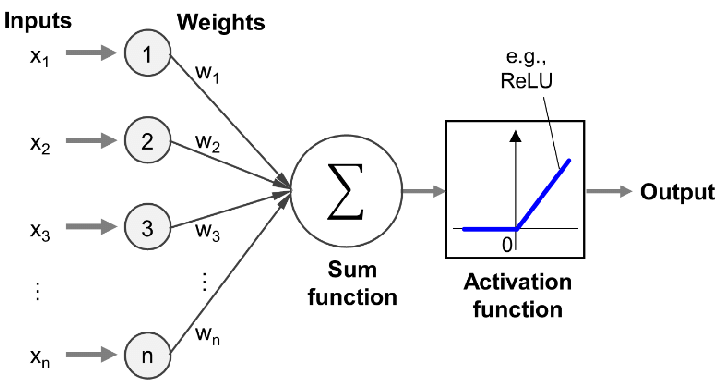 Inputs
Weights
x1
1
w1
e.g.,
ReLU
x2
2
w2
∑
Output
x3
3
w3
0
Sum
function
Activation
function
⋮
⋮
xn
n
wn